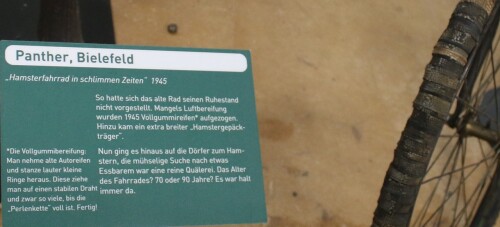 Panther, Bielefeld
„Hamsterfahrrad in schlimmen Zeiten“ 1945
So hatte sich das alte Rad seinen Ruhestand
nicht vorgestellt. Mangels Luftbereifung
wurden 1945 Vollgummireifen* aufgezogen.
Hinzu kam ein extra breiter „Hamstergepäck-
träger“.
Nun ging es hinaus auf die Dörfer zum Ham-
stern, die mühselige Suche nach etwas
Essbarem war eine reine Quälerei. Das Alter
des Fahrrades? 70 oder 90 Jahre? Es war halt
immer da.
*Die Vollgummibereifung:
Man nehme alte Autoreifen
und stanze lauter kleine
Ringe heraus. Diese ziehe
man auf einen stabilen Draht
und zwar so viele, bis die
„Perlenkette“ voll ist. Fertig!